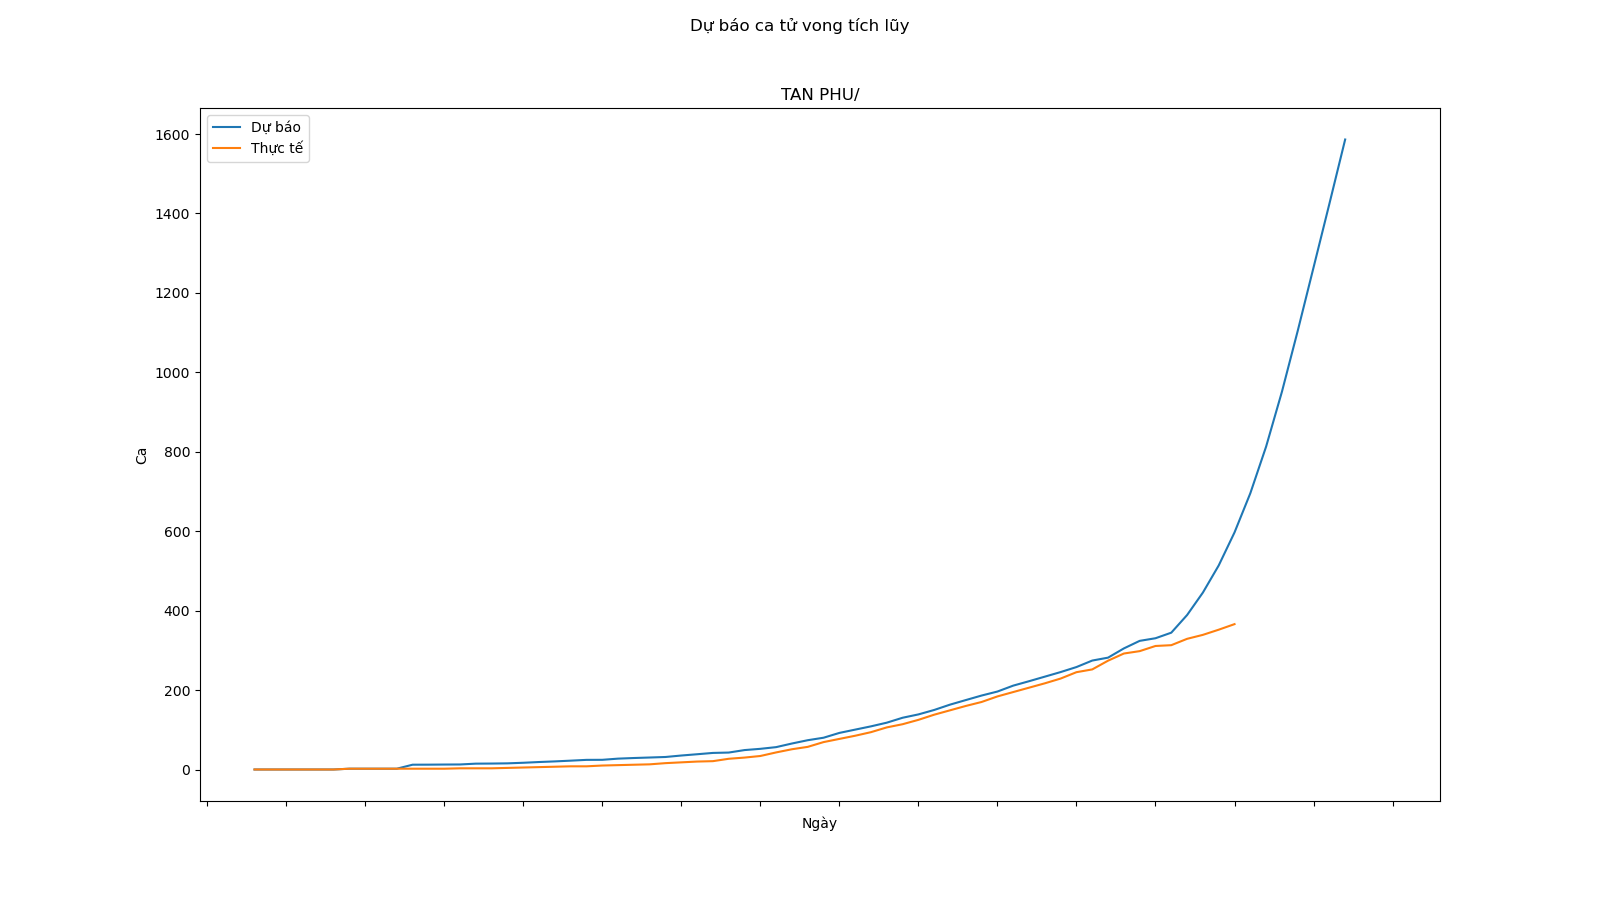 Dự báo ca tử vong tích lũy
TAN PHU/
Dự báo
Thực tế
1600
1400
1200
1000
800
600
400
200
0
Ca
Ngày